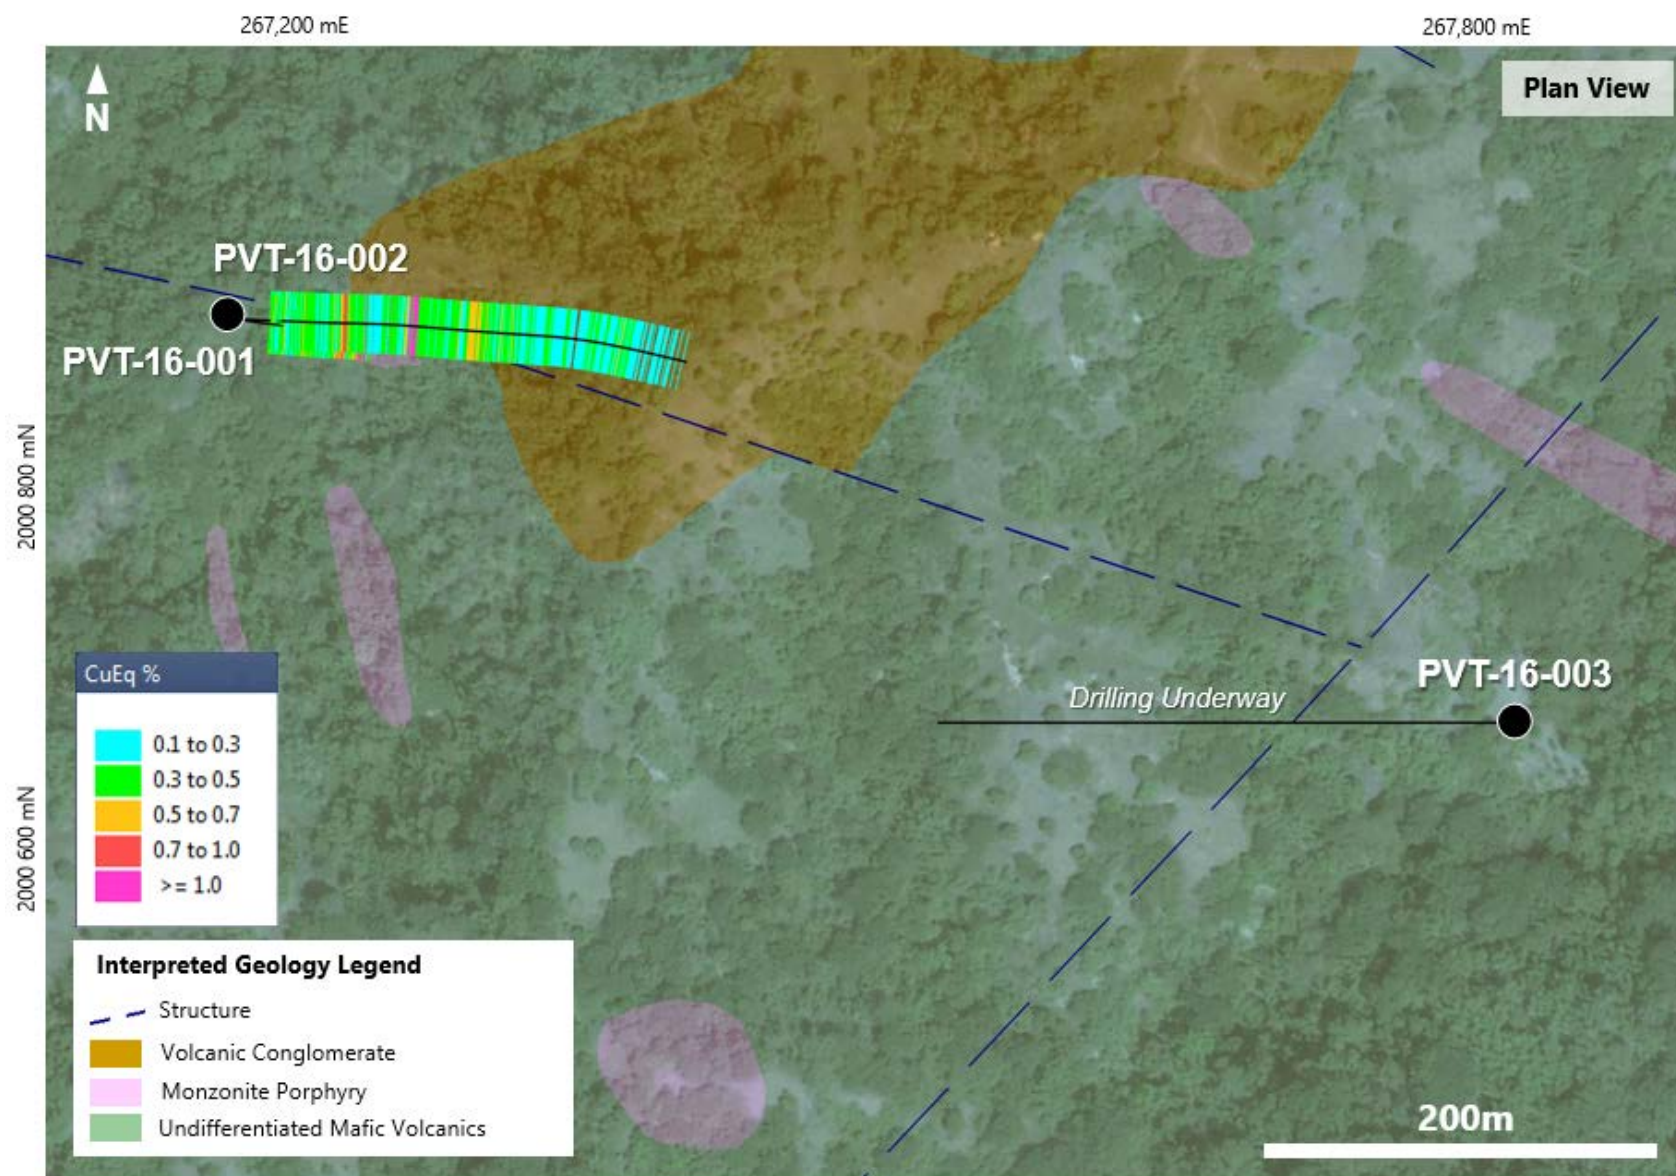 267,200 mE
267,800 mE
N
Plan View
PVT-16-002
PVT-16-001
2000 800 mN
Drilling Underway
PVT-16-003
2000 600 mN
CuEq %
0.1 to 0.3
0.3 to 0.5
0.5 to 0.7
0.7 to 1.0
>= 1.0
Interpreted Geology Legend
Structure
Volcanic Conglomerate
Monzonite Porphyry
Undifferentiated Mafic Volcanics
200m